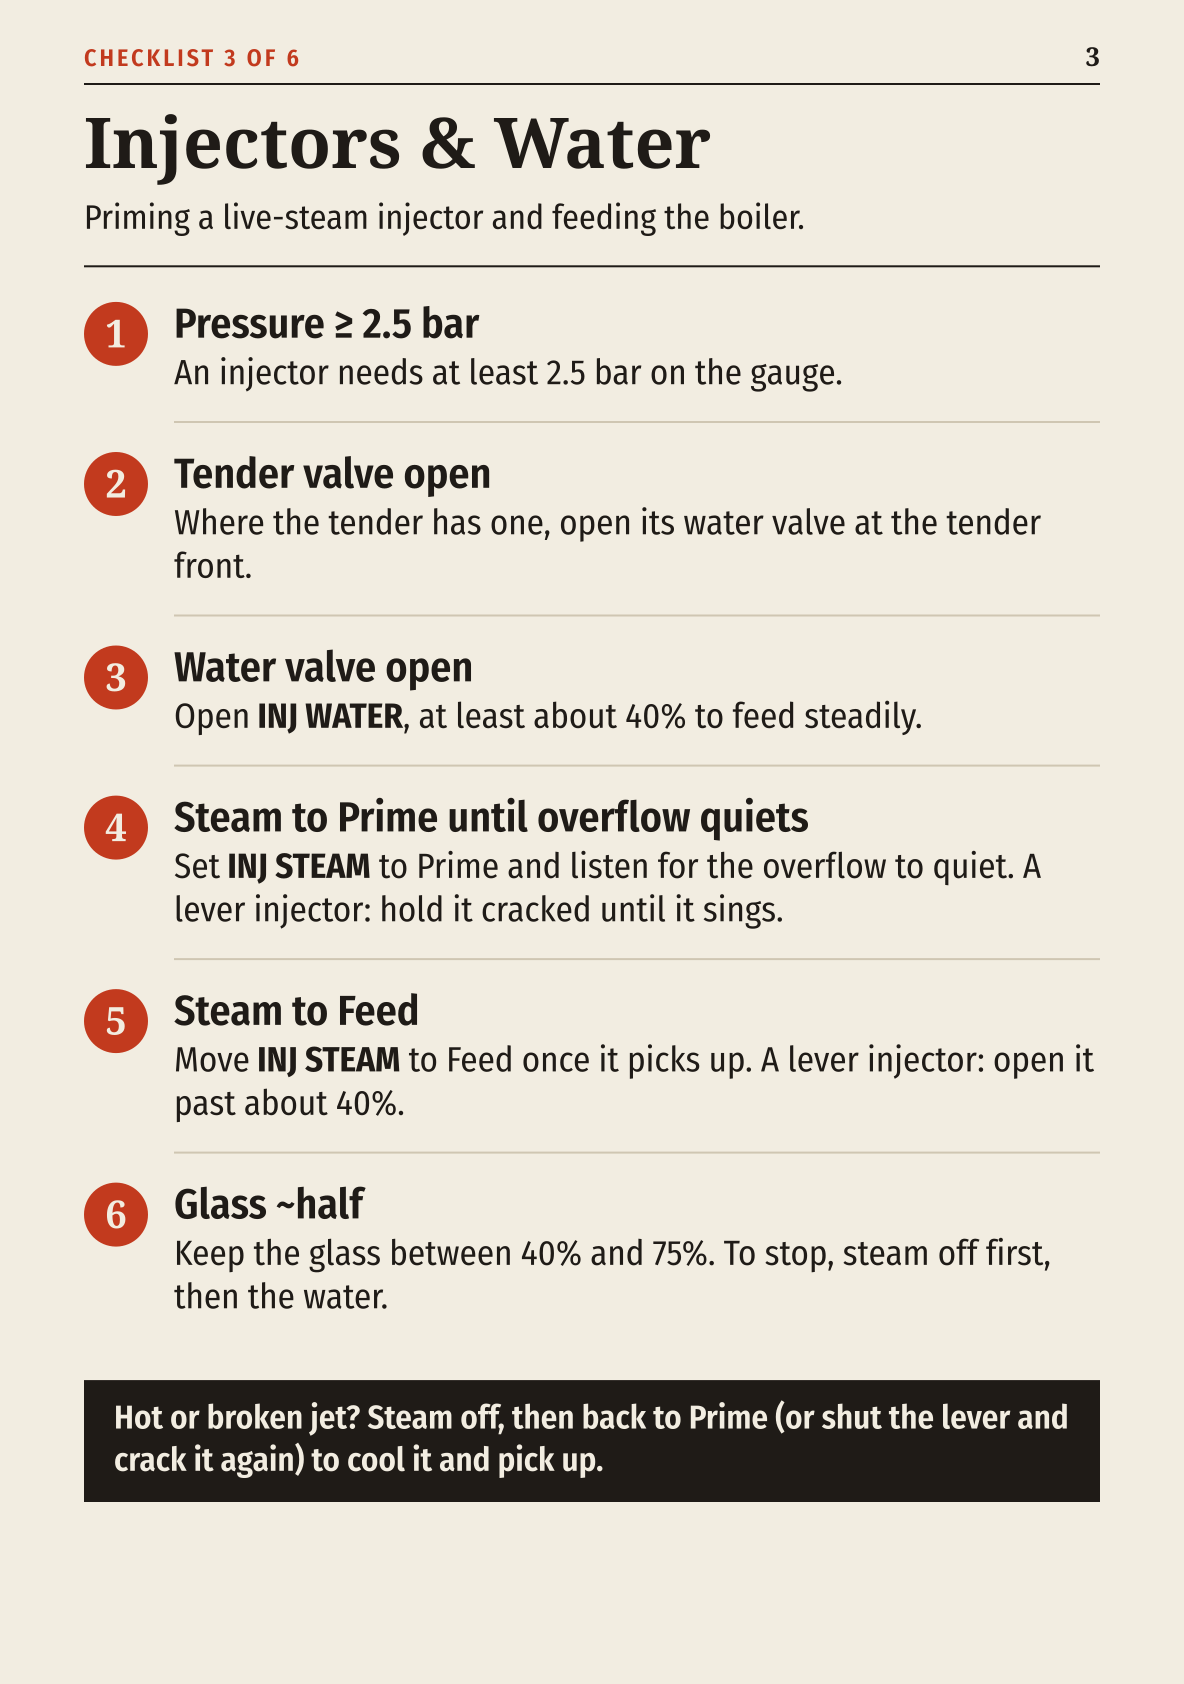 CHECKLIST 3 OF 6
3
Injectors & Water
Priming a live-steam injector and feeding the boiler.
1
Pressure ≥ 2.5 bar
An injector needs at least 2.5 bar on the gauge.
2
Tender valve open
Where the tender has one, open its water valve at the tender
front.
3
Water valve open
Open INJ WATER, at least about 40% to feed steadily.
4
Steam to Prime until overflow quiets
Set INJ STEAM to Prime and listen for the overflow to quiet. A
lever injector: hold it cracked until it sings.
5
Steam to Feed
Move INJ STEAM to Feed once it picks up. A lever injector: open it
past about 40%.
6
Glass ~half
Keep the glass between 40% and 75%. To stop, steam off first,
then the water.
Hot or broken jet? Steam off, then back to Prime (or shut the lever and
crack it again) to cool it and pick up.